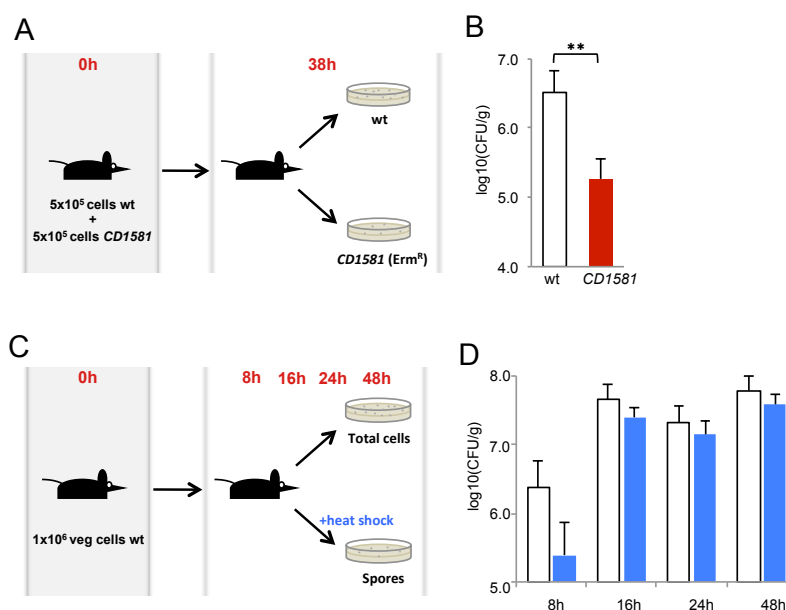 A
0h
38h
wt
5x10⁵ cells wt
+
5x10⁵ cells CD1581
CD1581 (Ermᴿ)
B
**
7.0
6.0
5.0
4.0
log10(CFU/g)
wt CD1581
C
0h
8h 16h 24h 48h
Total cells
+heat shock
1x10⁶ veg cells wt
Spores
D
8.0
7.0
6.0
5.0
log10(CFU/g)
8h 16h 24h 48h